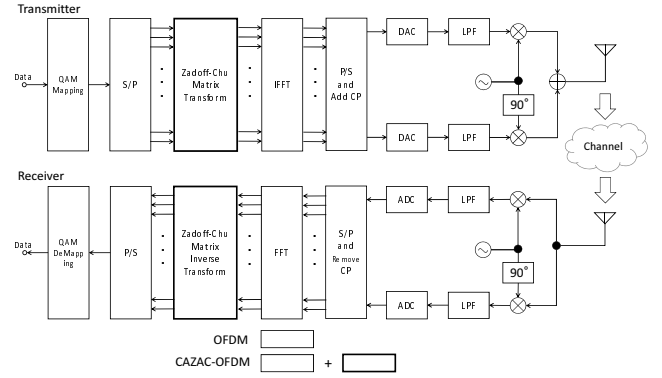 Transmitter
Data
QAM
Mapping
S/P
Zadoff-Chu
Matrix
Transform
IFFT
P/S
and
Add CP
DAC
LPF
DAC
LPF
90°
Channel
Receiver
Data
QAM
DeMapp
ing
P/S
Zadoff-Chu
Matrix
Inverse
Transform
FFT
S/P
and
Remove
CP
ADC
LPF
ADC
LPF
90°
OFDM
CAZAC-OFDM +